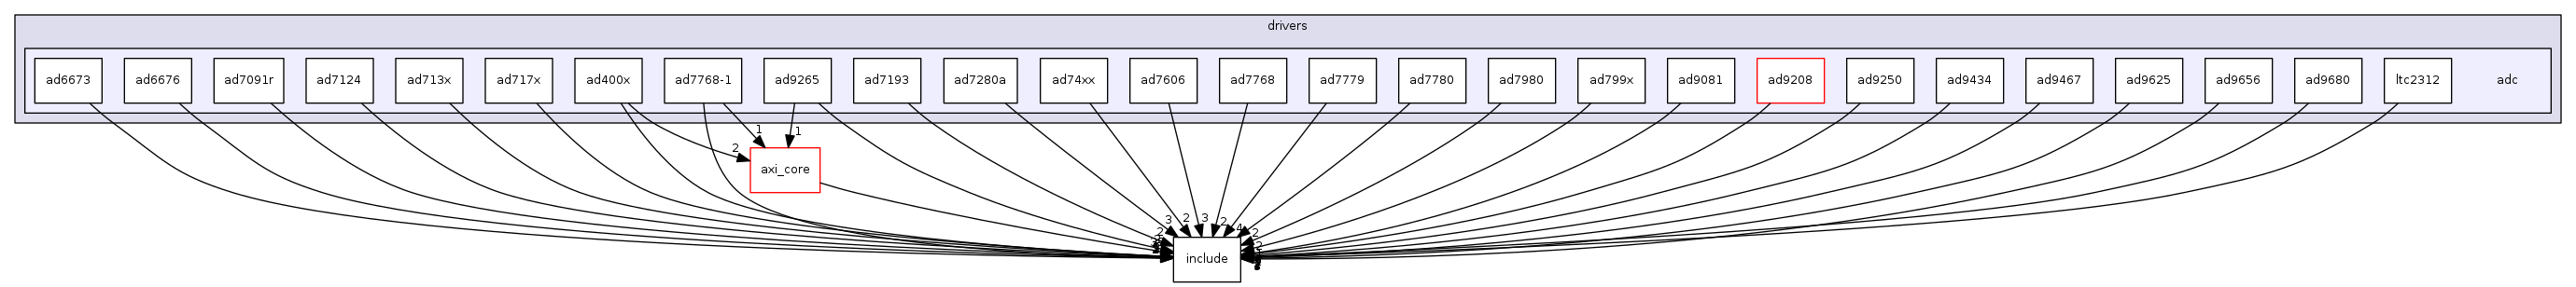 drivers
ad6673 ad6676 ad7091r ad7124 ad713x ad717x ad400x ad7768-1 ad9265 ad7193 ad7280a ad74xx ad7606 ad7768 ad7779 ad7780 ad7980 ad799x ad9081 ad9208 ad9250 ad9434 ad9467 ad9625 ad9656 ad9680 ltc2312 adc
1 1
2
axi_core
3 2 3 2 4
2 2
include